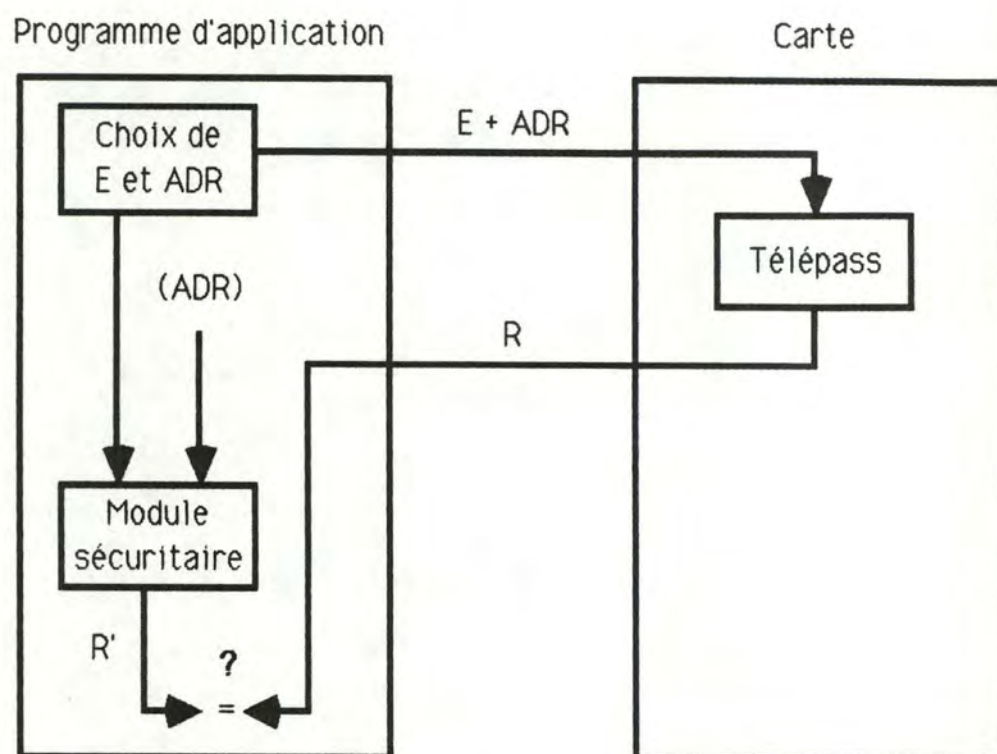 Programme d'application
Carte
Choix de
E et ADR
E + ADR
Télépass
(ADR)
R
Module
sécuritaire
R'
?
=